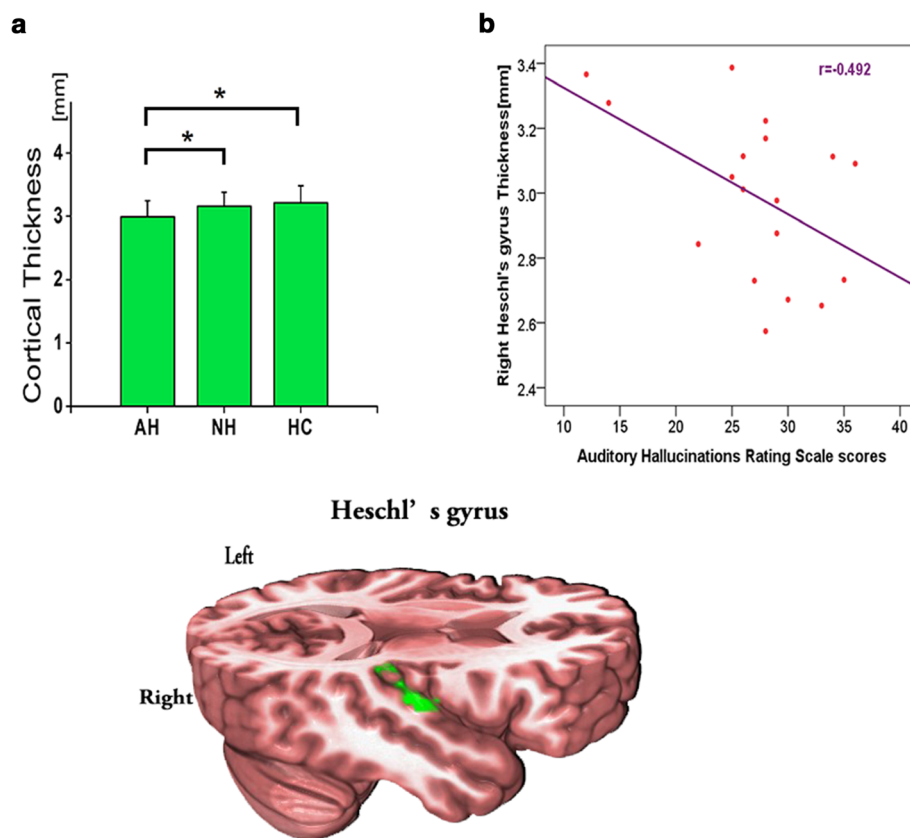 a
b
Cortical Thickness [mm]
4
3
2
1
0
*
*
AH NH HC
Right Heschl's gyrus Thickness[mm]
3.4
3.2
3.0
2.8
2.6
2.4
r=-0.492
10 15 20 25 30 35 40
Auditory Hallucinations Rating Scale scores
Heschl’ s gyrus
Left
Right